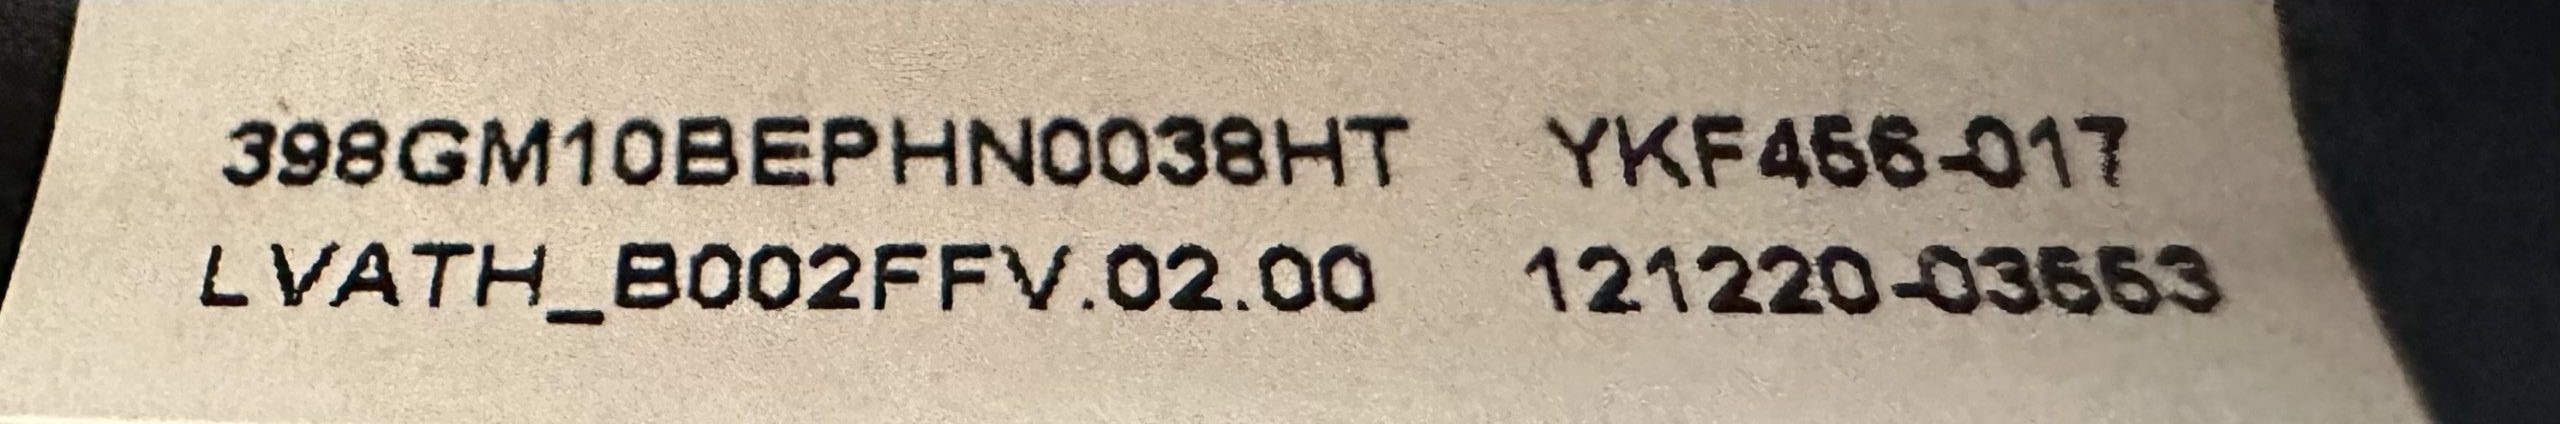 398GM10BEPHN0038HT YKF456-017
LVATH_B002FFV.02.00 121220-03553